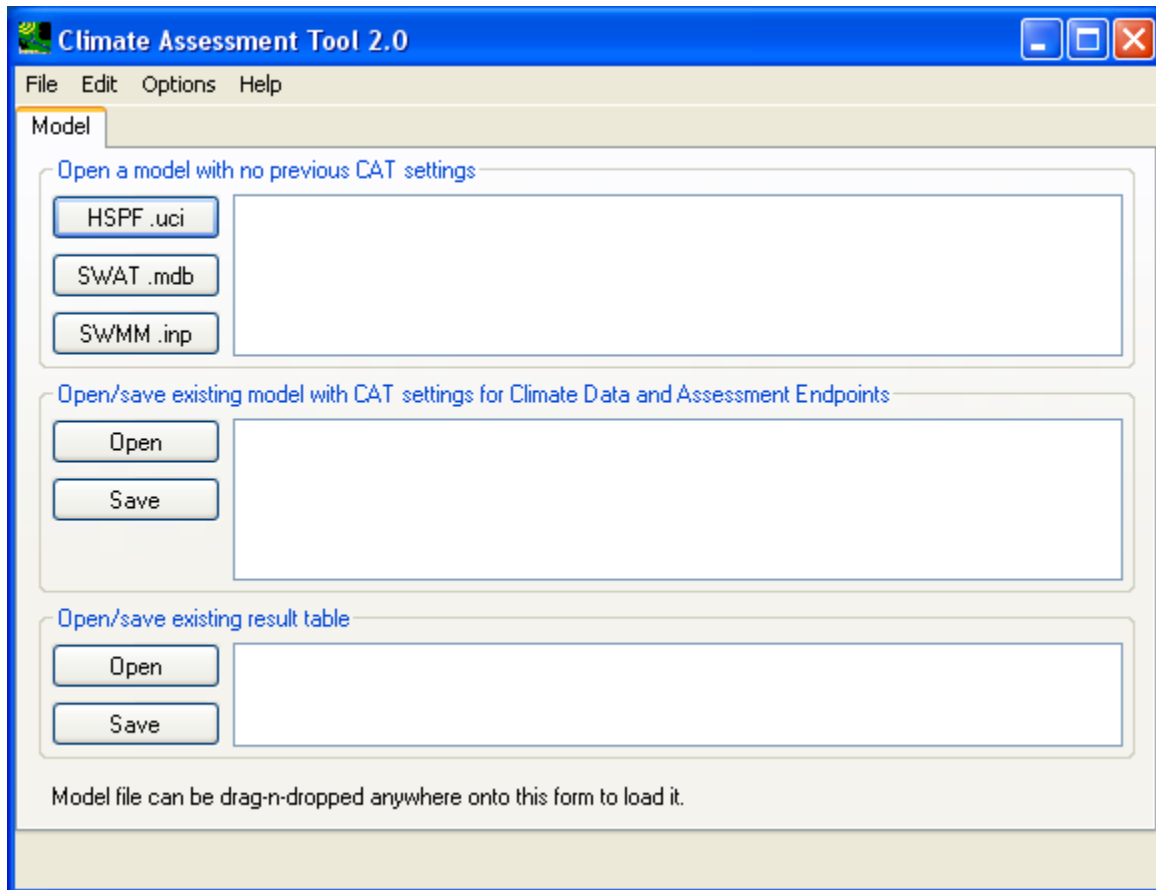 Climate Assessment Tool 2.0
File Edit Options Help
Model
Open a model with no previous CAT settings
HSPF .uci
SWAT .mdb
SWMM .inp
Open/save existing model with CAT settings for Climate Data and Assessment Endpoints
Open
Save
Open/save existing result table
Open
Save
Model file can be drag-n-dropped anywhere onto this form to load it.